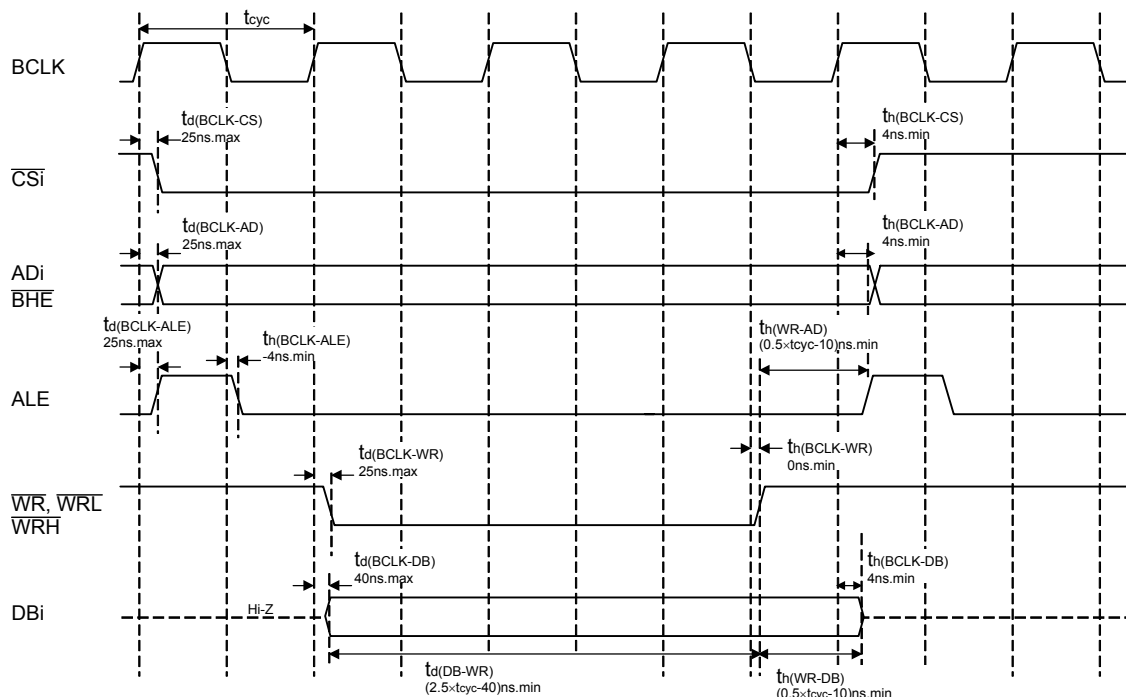 tcyc
BCLK
td(BCLK-CS)
25ns.max
th(BCLK-CS)
4ns.min
CSi
td(BCLK-AD)
25ns.max
th(BCLK-AD)
4ns.min
ADi
BHE
td(BCLK-ALE)
25ns.max
th(BCLK-ALE)
-4ns.min
th(WR-AD)
(0.5×tcyc-10)ns.min
ALE
td(BCLK-WR)
25ns.max
th(BCLK-WR)
0ns.min
WR, WRL
WRH
td(BCLK-DB)
40ns.max
th(BCLK-DB)
4ns.min
DBi
Hi-Z
td(DB-WR)
(2.5×tcyc-40)ns.min
th(WR-DB)
(0.5×tcyc-10)ns.min